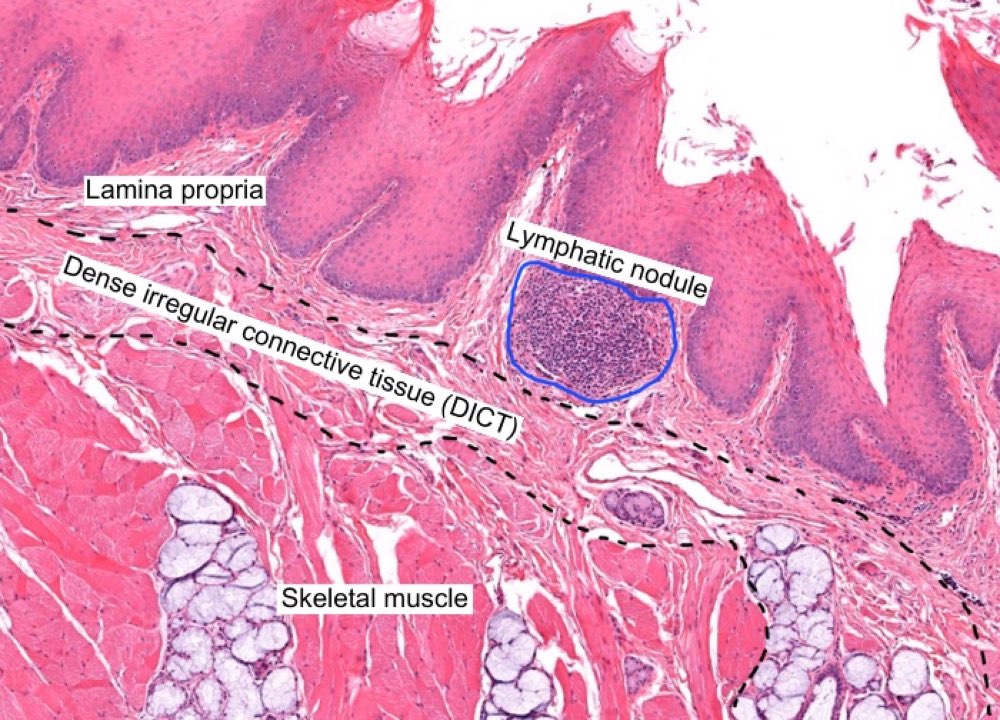 Lamina propria
Lymphatic nodule
Dense irregular connective tissue (DICT)
Skeletal muscle